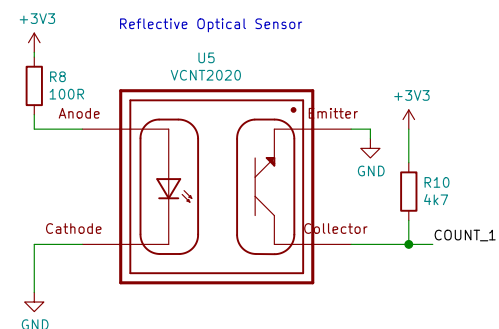 +3V3
Reflective Optical Sensor
U5
VCNT2020
R8
100R
Anode
Emitter
+3V3
GND
R10
4k7
Cathode
Collector
COUNT_1
GND